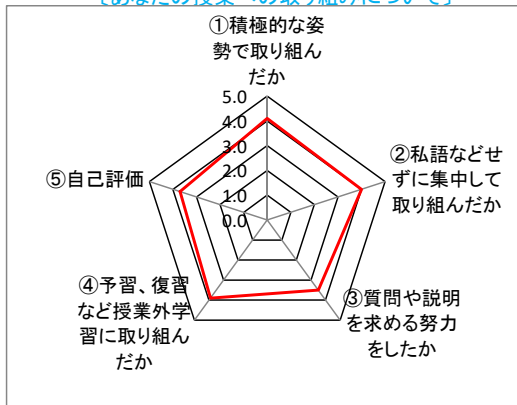 ［あなたの授業への取り組みについて］
①積極的な姿
勢で取り組ん
だか
5.0
4.0
3.0
2.0
1.0
0.0
②私語などせ
ずに集中して
取り組んだか
③質問や説明
を求める努力
をしたか
④予習、復習
など授業外学
習に取り組ん
だか
⑤自己評価